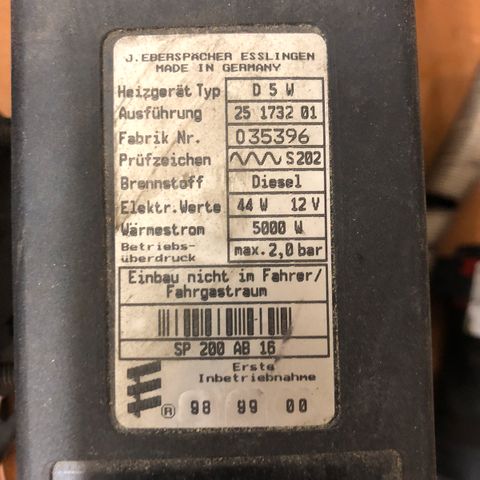 J.EBERSPÄCHER ESSLINGEN
MADE IN GERMANY
Heizgerät Typ D 5 W
Ausführung 25 1732 01
Fabrik Nr. 035396
Prüfzeichen S202
Brennstoff Diesel
Elektr.Werte 44 W 12 V
Wärmestrom 5000 W
Betriebs-
überdruck max.2,0 bar
Einbau nicht im Fahrer/
Fahrgastraum
SP 200 AB 16
Erste
Inbetriebnahme
® 98 99 00